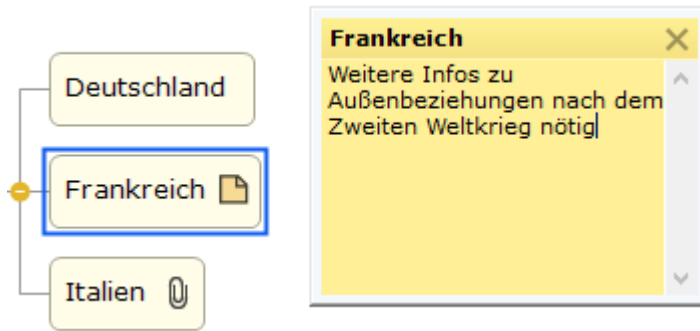 Deutschland
Frankreich
Italien
Frankreich
Weitere Infos zu
Außenbeziehungen nach dem
Zweiten Weltkrieg nötig